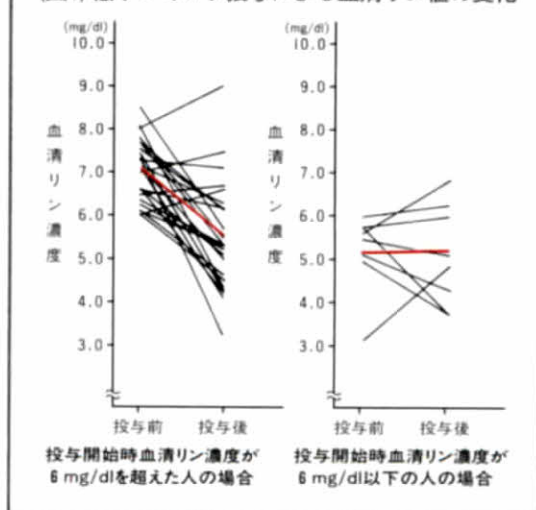 (mg/dl)
10.0
9.0
8.0
7.0
6.0
5.0
4.0
3.0
血清リン濃度
投与前 投与後
投与開始時血清リン濃度が
6 mg/dlを超えた人の場合
(mg/dl)
10.0
9.0
8.0
7.0
6.0
5.0
4.0
3.0
血清リン濃度
投与前 投与後
投与開始時血清リン濃度が
6 mg/dl以下の人の場合